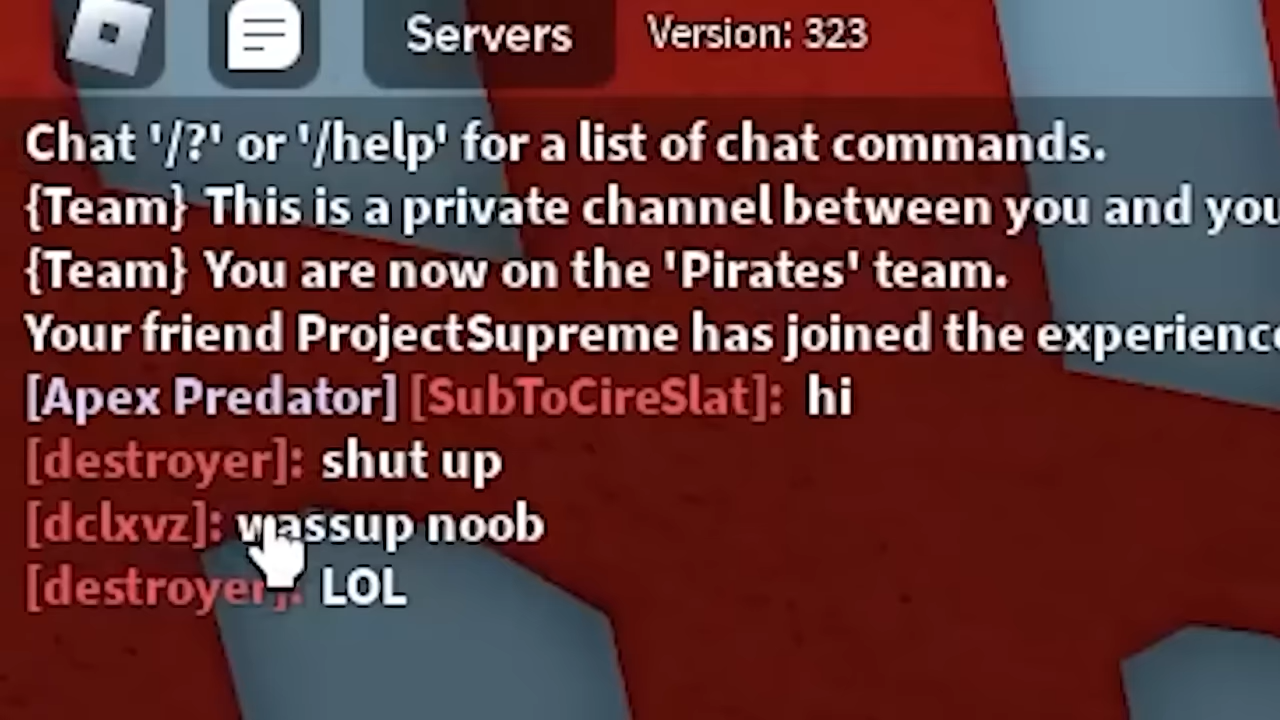 Servers Version: 323
Chat '/?' or '/help' for a list of chat commands.
{Team} This is a private channel between you and you
{Team} You are now on the 'Pirates' team.
Your friend ProjectSupreme has joined the experience
[Apex Predator] [SubToCireSlat]: hi
[destroyer]: shut up
[dclxvz]: wassup noob
[destroyer]: LOL